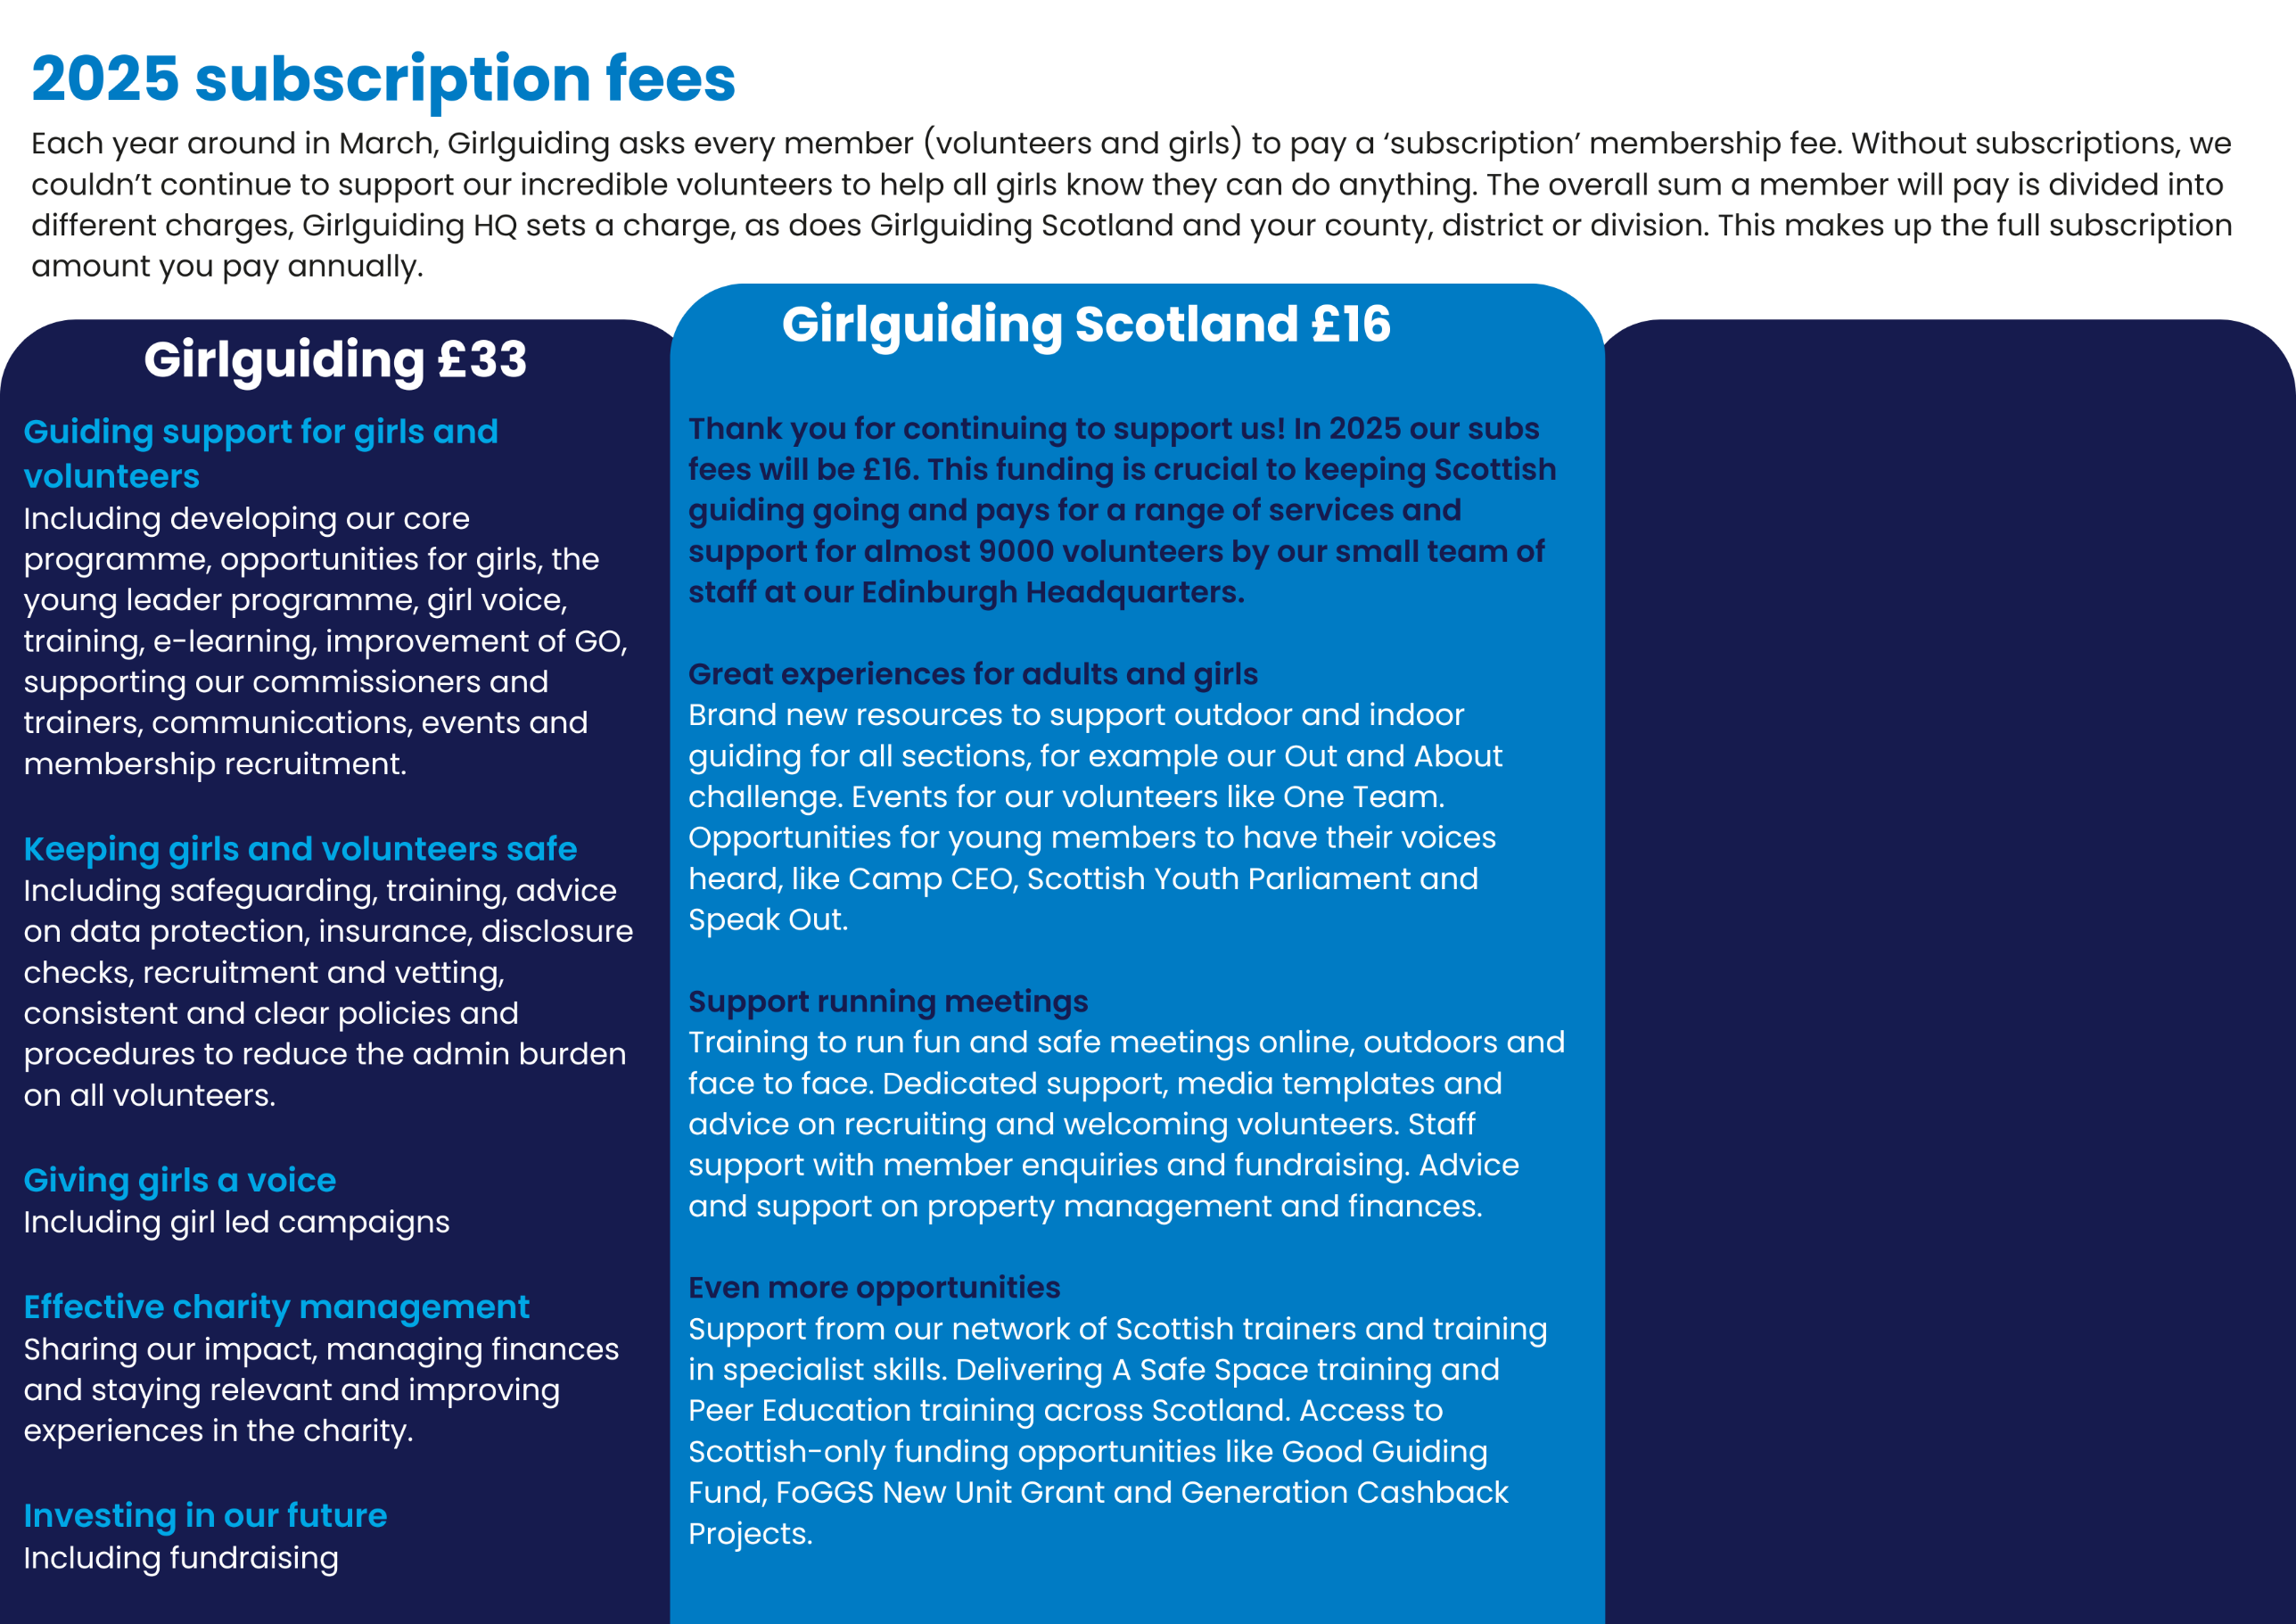 2025 subscription fees
Each year around in March, Girlguiding asks every member (volunteers and girls) to pay a ‘subscription’ membership fee. Without subscriptions, we
couldn’t continue to support our incredible volunteers to help all girls know they can do anything. The overall sum a member will pay is divided into
different charges, Girlguiding HQ sets a charge, as does Girlguiding Scotland and your county, district or division. This makes up the full subscription
amount you pay annually.
Girlguiding £33
Guiding support for girls and
volunteers
Including developing our core
programme, opportunities for girls, the
young leader programme, girl voice,
training, e-learning, improvement of GO,
supporting our commissioners and
trainers, communications, events and
membership recruitment.
Keeping girls and volunteers safe
Including safeguarding, training, advice
on data protection, insurance, disclosure
checks, recruitment and vetting,
consistent and clear policies and
procedures to reduce the admin burden
on all volunteers.
Giving girls a voice
Including girl led campaigns
Effective charity management
Sharing our impact, managing finances
and staying relevant and improving
experiences in the charity.
Investing in our future
Including fundraising
Girlguiding Scotland £16
Thank you for continuing to support us! In 2025 our subs
fees will be £16. This funding is crucial to keeping Scottish
guiding going and pays for a range of services and
support for almost 9000 volunteers by our small team of
staff at our Edinburgh Headquarters.
Great experiences for adults and girls
Brand new resources to support outdoor and indoor
guiding for all sections, for example our Out and About
challenge. Events for our volunteers like One Team.
Opportunities for young members to have their voices
heard, like Camp CEO, Scottish Youth Parliament and
Speak Out.
Support running meetings
Training to run fun and safe meetings online, outdoors and
face to face. Dedicated support, media templates and
advice on recruiting and welcoming volunteers. Staff
support with member enquiries and fundraising. Advice
and support on property management and finances.
Even more opportunities
Support from our network of Scottish trainers and training
in specialist skills. Delivering A Safe Space training and
Peer Education training across Scotland. Access to
Scottish-only funding opportunities like Good Guiding
Fund, FoGGS New Unit Grant and Generation Cashback
Projects.